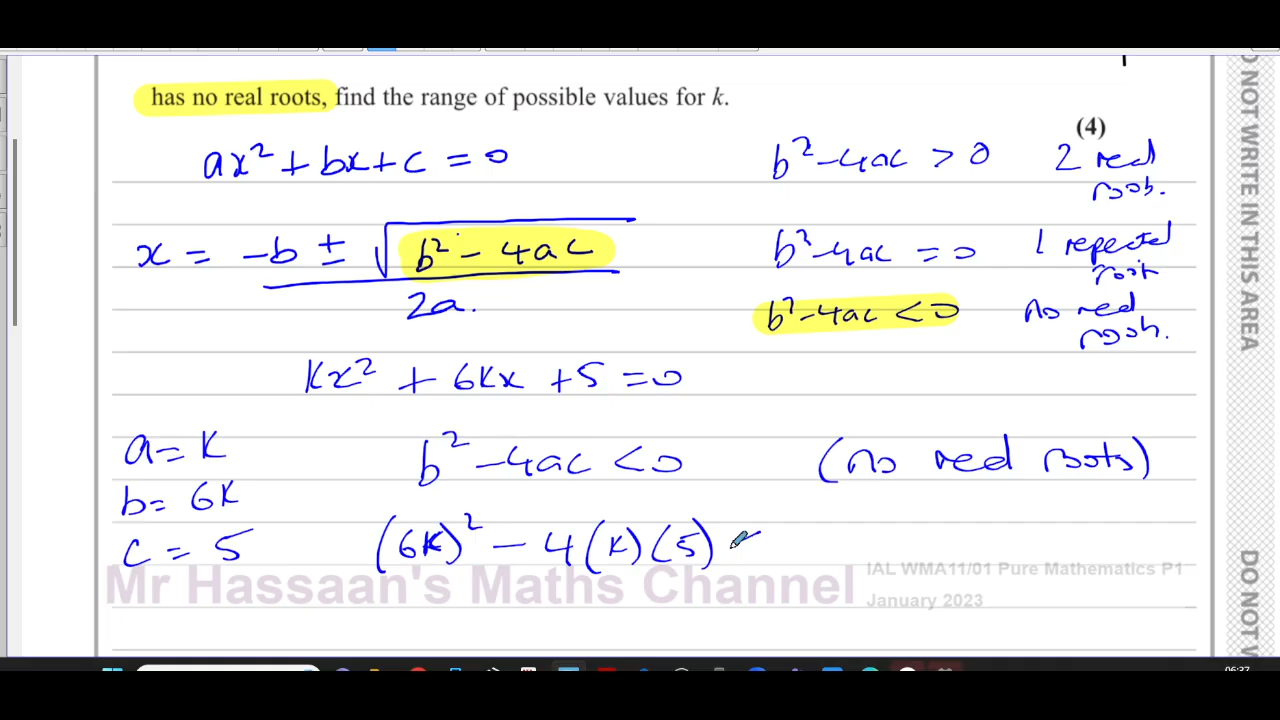 has no real roots, find the range of possible values for k.
(4)
ax² + bx + c = 0
b² - 4ac > 0 2 real roots.
x = -b ± √b² - 4ac
2a.
b² - 4ac = 0 1 repeated root
b² - 4ac < 0 no real roots.
kx² + 6kx + 5 = 0
a = k
b² - 4ac < 0 (no real roots)
b = 6k
c = 5
(6k)² - 4(k)(5)
Mr Hassaan's Maths Channel
IAL WMA11/01 Pure Mathematics P1
January 2023
DO NOT WRITE IN THIS AREA
DO NOT
06:37